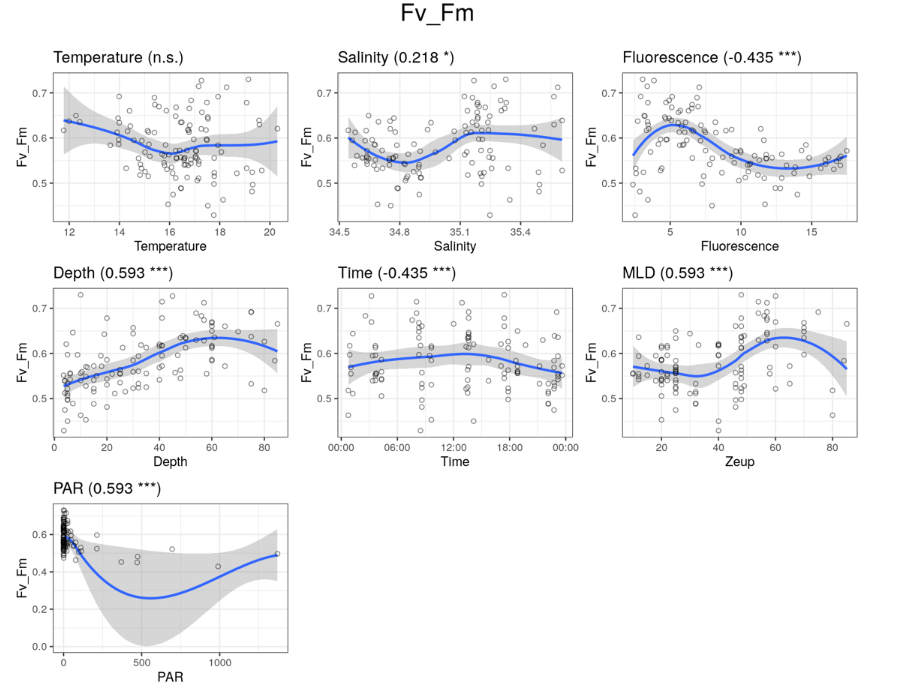 Fv_Fm
Temperature (n.s.)
Salinity (0.218 *)
Fluorescence (-0.435 ***)
Fv_Fm
0.7
0.6
0.5
12 14 16 18 20
Temperature
Fv_Fm
0.7
0.6
0.5
34.5 34.8 35.1 35.4
Salinity
Fv_Fm
0.7
0.6
0.5
5 10 15
Fluorescence
Depth (0.593 ***)
Time (-0.435 ***)
MLD (0.593 ***)
Fv_Fm
0.7
0.6
0.5
0 20 40 60 80
Depth
Fv_Fm
0.7
0.6
0.5
00:00 06:00 12:00 18:00 00:00
Time
Fv_Fm
0.7
0.6
0.5
20 40 60 80
Zeup
PAR (0.593 ***)
Fv_Fm
0.6
0.4
0.2
0.0
0 500 1000
PAR